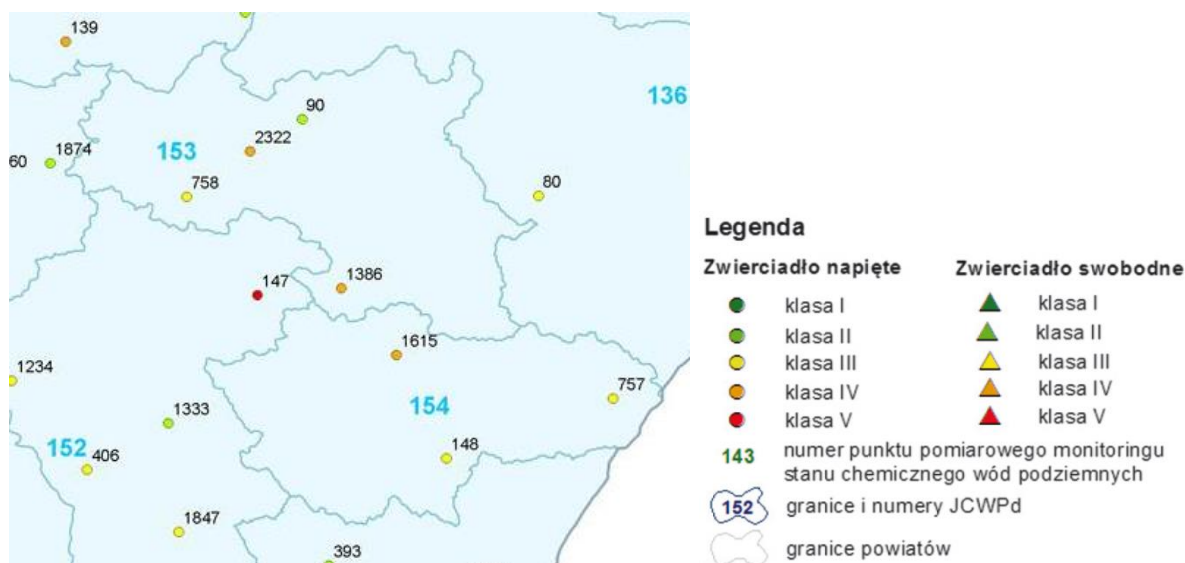 139
136
90
2322
153
60
1874
758
80
147
1386
1615
1234
757
154
1333
152
406
148
1847
393
Legenda
Zwierciadło napięte
klasa I
klasa II
klasa III
klasa IV
klasa V
Zwierciadło swobodne
klasa I
klasa II
klasa III
klasa IV
klasa V
143 numer punktu pomiarowego monitoringu
stanu chemicznego wód podziemnych
152 granice i numery JCWPd
granice powiatów